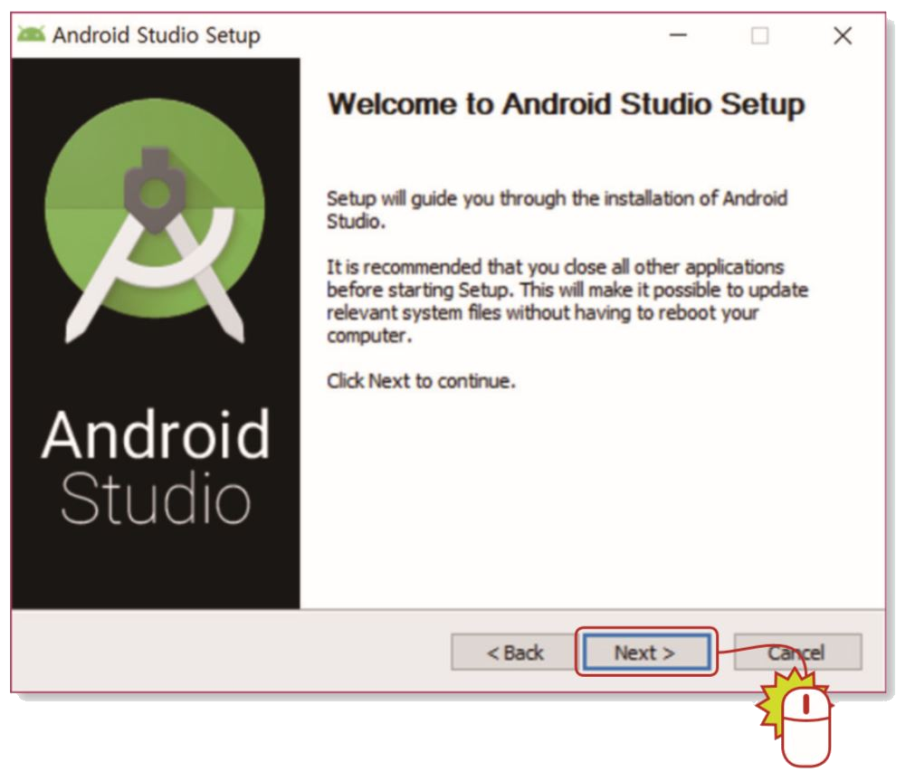 Android Studio Setup
Welcome to Android Studio Setup
Setup will guide you through the installation of Android
Studio.
It is recommended that you close all other applications
before starting Setup. This will make it possible to update
relevant system files without having to reboot your
computer.
Click Next to continue.
Android
Studio
< Back
Next >
Cancel